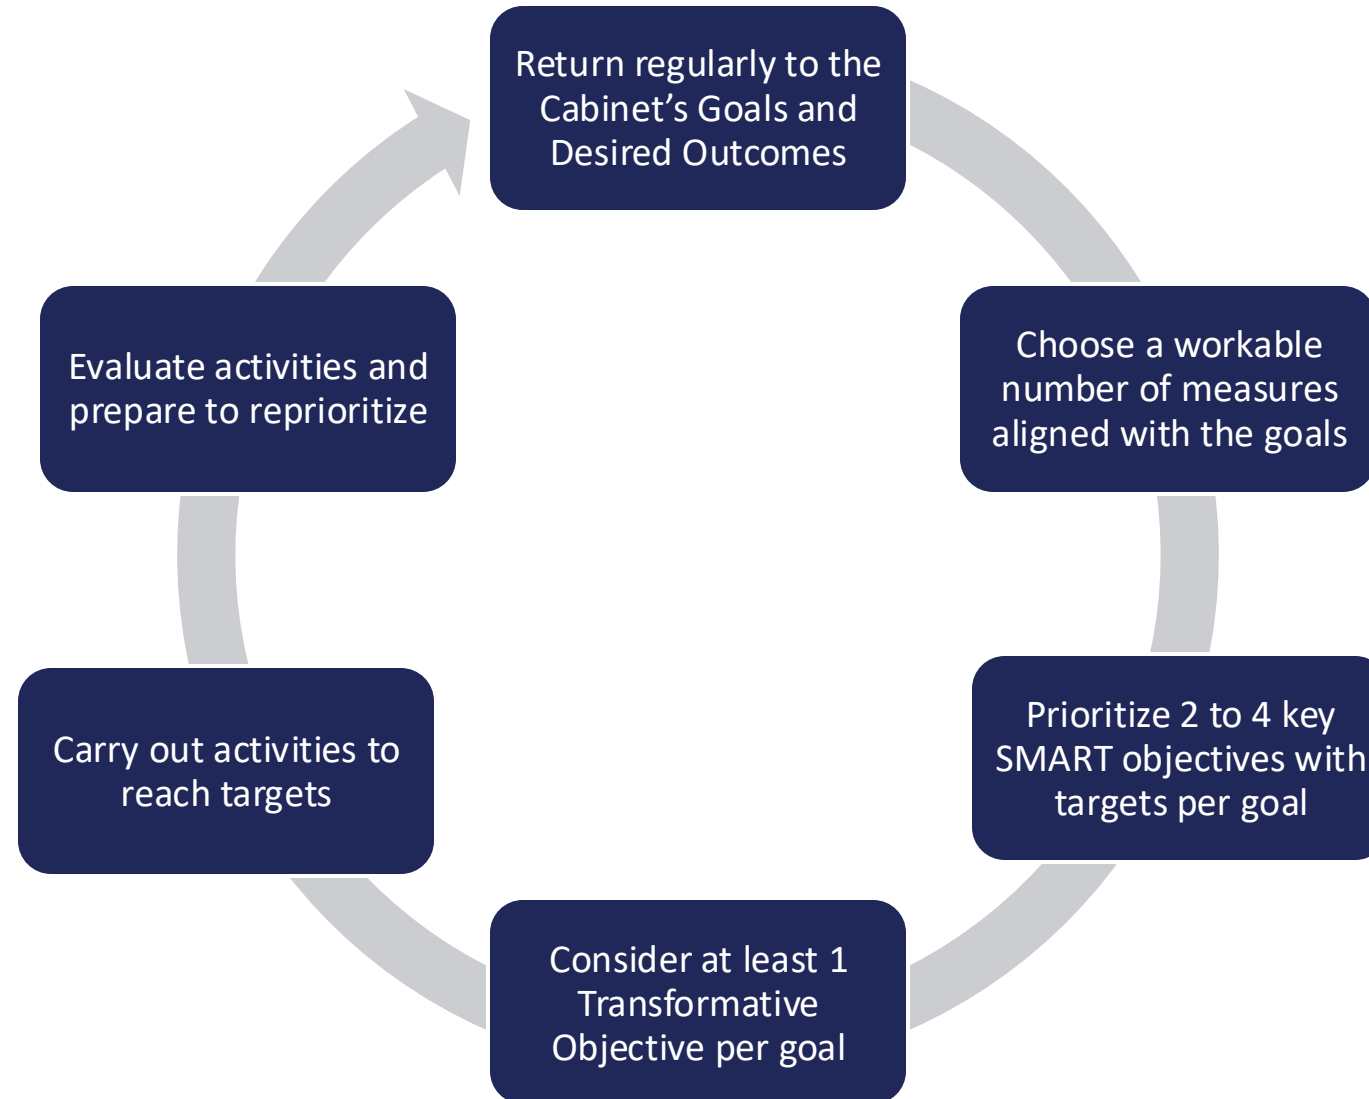 Return regularly to the
Cabinet’s Goals and
Desired Outcomes
Choose a workable
number of measures
aligned with the goals
Prioritize 2 to 4 key
SMART objectives with
targets per goal
Consider at least 1
Transformative
Objective per goal
Carry out activities to
reach targets
Evaluate activities and
prepare to reprioritize